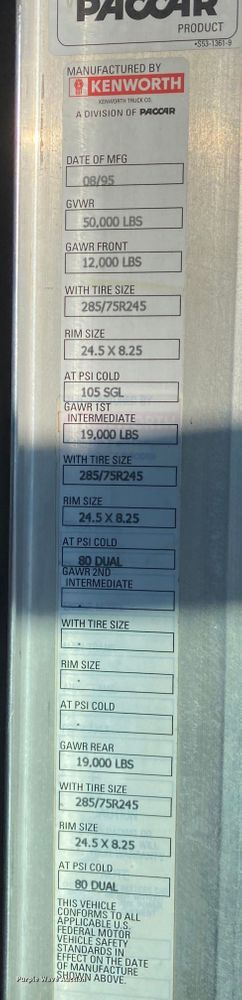 PACCAR
PRODUCT
•S53-1361-9
MANUFACTURED BY
KENWORTH
KENWORTH TRUCK CO.
A DIVISION OF PACCAR
DATE OF MFG
08/95
GVWR
50,000 LBS
GAWR FRONT
12,000 LBS
WITH TIRE SIZE
285/75R245
RIM SIZE
24.5 X 8.25
AT PSI COLD
105 SGL
GAWR 1ST
INTERMEDIATE
19,000 LBS
WITH TIRE SIZE
285/75R245
RIM SIZE
24.5 X 8.25
AT PSI COLD
80 DUAL
GAWR 2ND
INTERMEDIATE
.
WITH TIRE SIZE
.
RIM SIZE
.
AT PSI COLD
.
GAWR REAR
19,000 LBS
WITH TIRE SIZE
285/75R245
RIM SIZE
24.5 X 8.25
AT PSI COLD
80 DUAL
THIS VEHICLE
CONFORMS TO ALL
APPLICABLE U.S.
FEDERAL MOTOR
VEHICLE SAFETY
STANDARDS IN
EFFECT ON THE DATE
OF MANUFACTURE
SHOWN ABOVE.
Purple Wave Auction